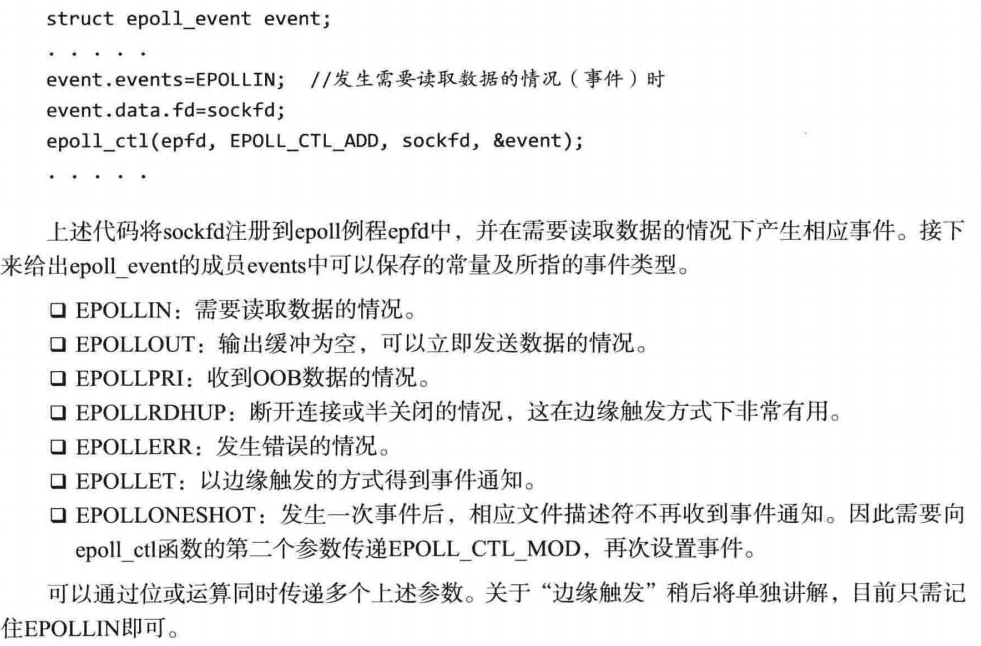 struct epoll_event event;
. . . . .
event.events=EPOLLIN; //发生需要读取数据的情况（事件）时
event.data.fd=sockfd;
epoll_ctl(epfd, EPOLL_CTL_ADD, sockfd, &event);
. . . . .
上述代码将sockfd注册到epoll例程epfd中，并在需要读取数据的情况下产生相应事件。接下
来给出epoll_event的成员events中可以保存的常量及所指的事件类型。
❑ EPOLLIN：需要读取数据的情况。
❑ EPOLLOUT：输出缓冲为空，可以立即发送数据的情况。
❑ EPOLLPRI：收到OOB数据的情况。
❑ EPOLLRDHUP：断开连接或半关闭的情况，这在边缘触发方式下非常有用。
❑ EPOLLERR：发生错误的情况。
❑ EPOLLET：以边缘触发的方式得到事件通知。
❑ EPOLLONESHOT：发生一次事件后，相应文件描述符不再收到事件通知。因此需要向
epoll_ctl函数的第二个参数传递EPOLL_CTL_MOD，再次设置事件。
可以通过位或运算同时传递多个上述参数。关于“边缘触发”稍后将单独讲解，目前只需记
住EPOLLIN即可。